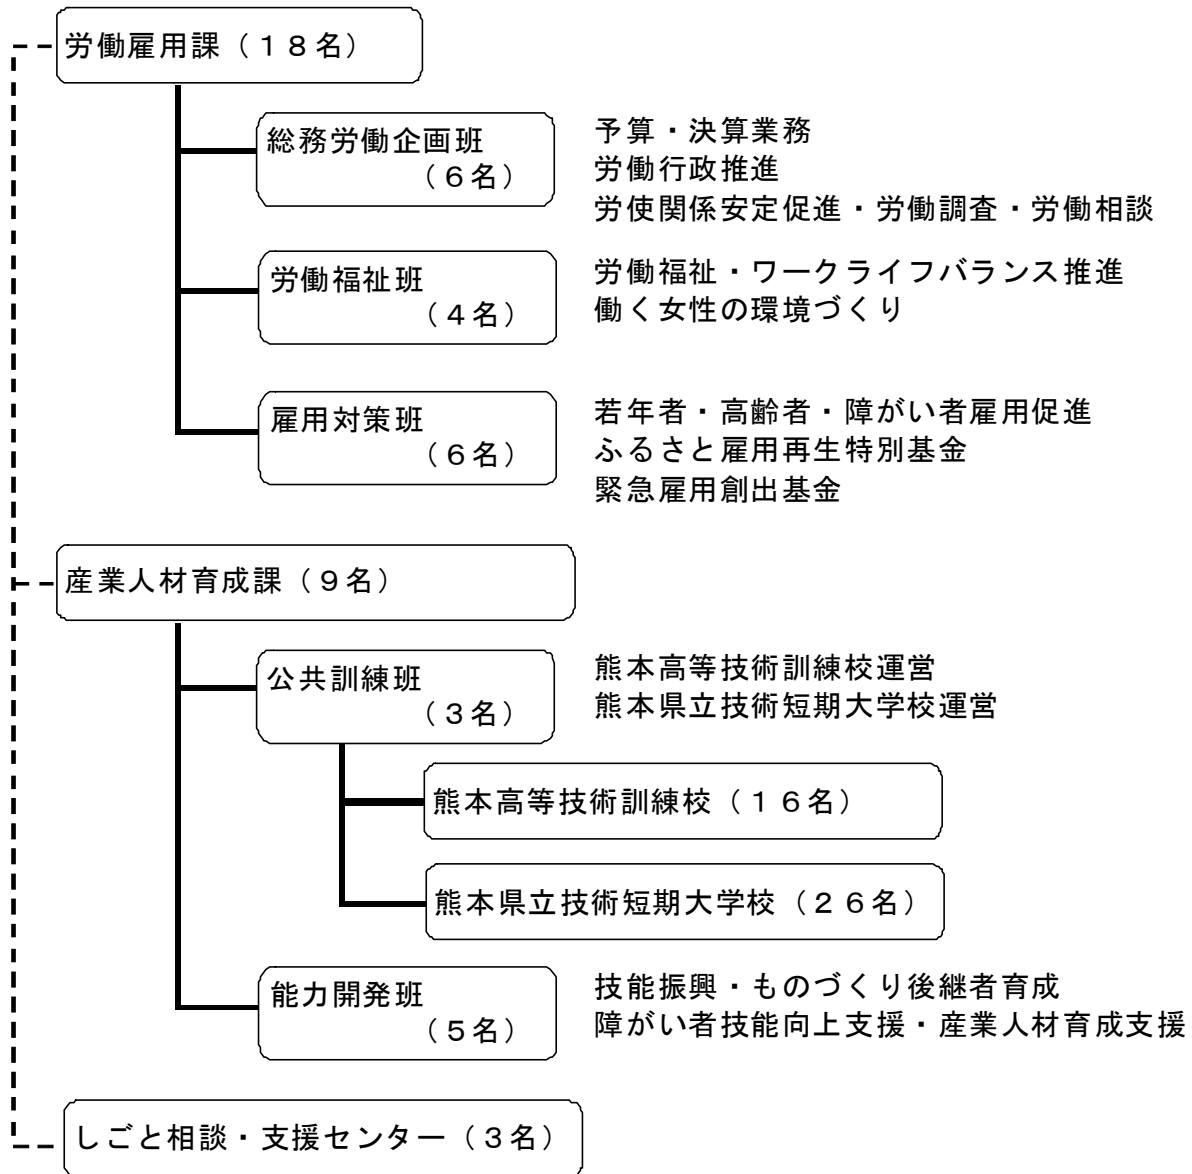 労働雇用課（１８名）
総務労働企画班
（６名）
予算・決算業務
労働行政推進
労使関係安定促進・労働調査・労働相談
労働福祉班
（４名）
労働福祉・ワークライフバランス推進
働く女性の環境づくり
雇用対策班
（６名）
若年者・高齢者・障がい者雇用促進
ふるさと雇用再生特別基金
緊急雇用創出基金
産業人材育成課（９名）
公共訓練班
（３名）
熊本高等技術訓練校運営
熊本県立技術短期大学校運営
熊本高等技術訓練校（１６名）
熊本県立技術短期大学校（２６名）
能力開発班
（５名）
技能振興・ものづくり後継者育成
障がい者技能向上支援・産業人材育成支援
しごと相談・支援センター（３名）